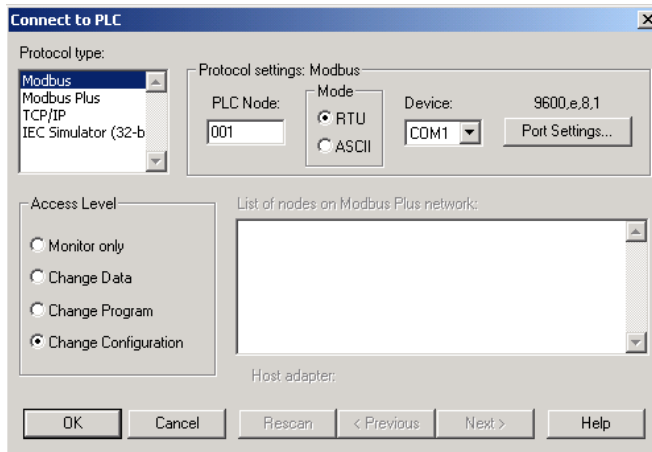 Connect to PLC
Protocol type:
Modbus
Modbus Plus
TCP/IP
IEC Simulator (32-b
Protocol settings: Modbus
PLC Node:
001
Mode
RTU
ASCII
Device:
COM1
9600,e,8,1
Port Settings...
Access Level
Monitor only
Change Data
Change Program
Change Configuration
List of nodes on Modbus Plus network:
Host adapter:
OK
Cancel
Rescan
< Previous
Next >
Help